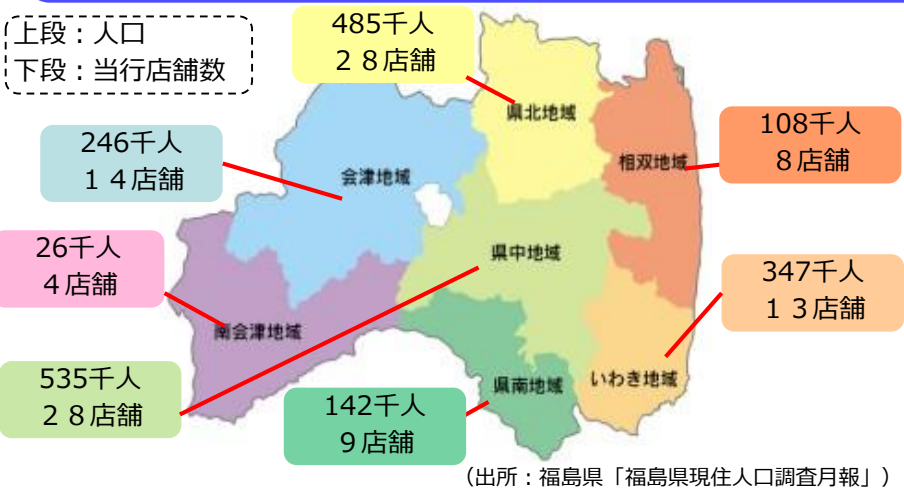 上段：人口
下段：当行店舗数
485千人
２８店舗
県北地域
108千人
８店舗
相双地域
246千人
１４店舗
会津地域
26千人
４店舗
南会津地域
県中地域
347千人
１３店舗
いわき地域
535千人
２８店舗
県南地域
142千人
９店舗
（出所：福島県「福島県現住人口調査月報」）